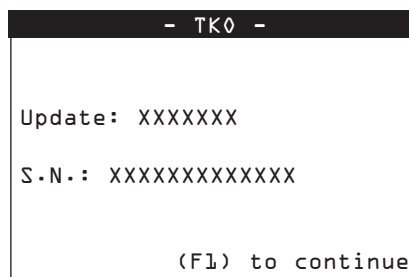 - TKO -
Update: XXXXXXX
S.N.: XXXXXXXXXXXXX
(F1) to continue